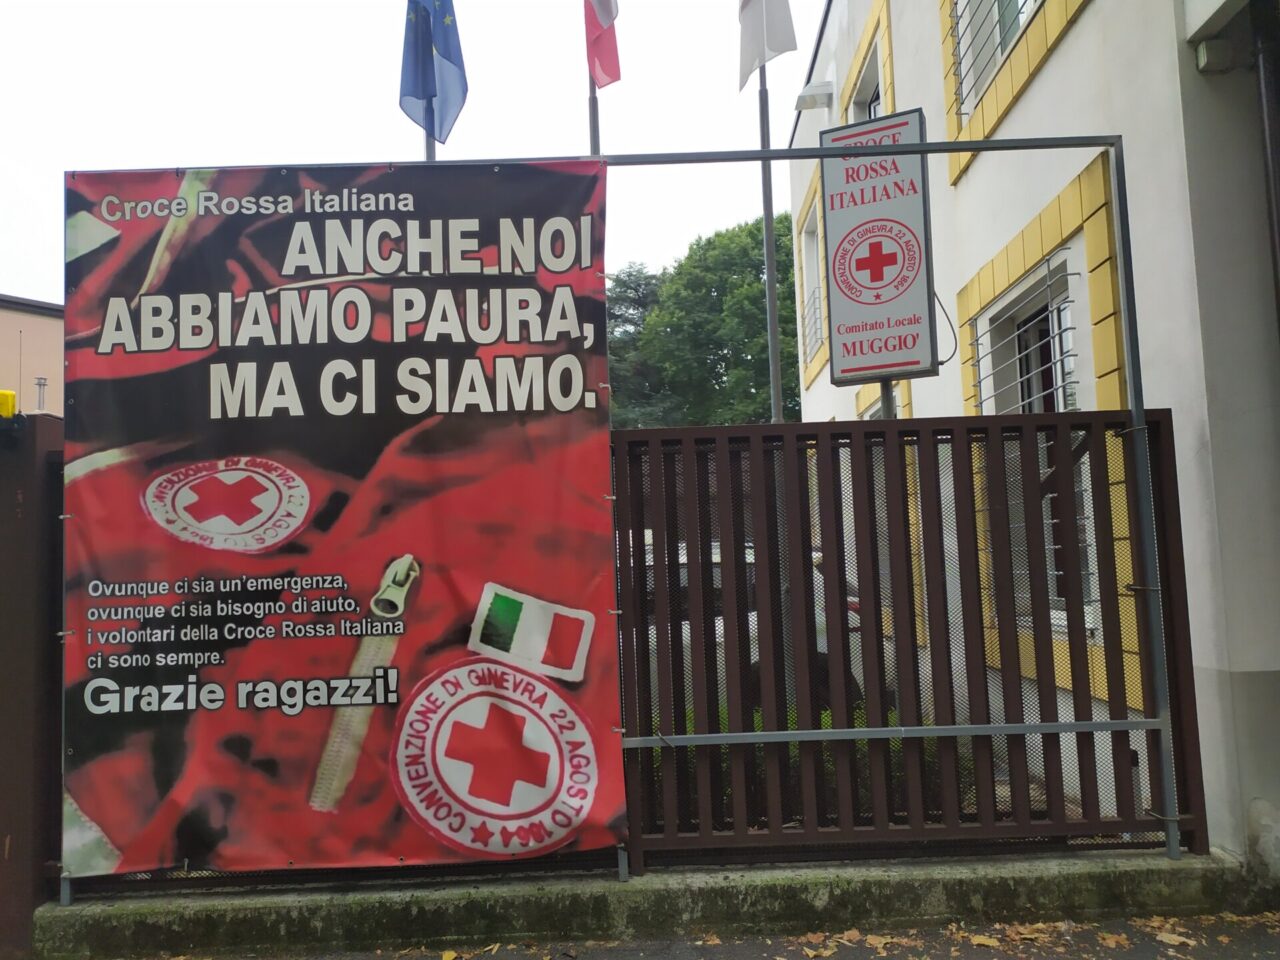 Croce Rossa Italiana
ANCHE NOI
ABBIAMO PAURA,
MA CI SIAMO.
CONVENZIONE DI GINEVRA 22 AGOSTO 1864
Ovunque ci sia un'emergenza,
ovunque ci sia bisogno di aiuto,
i volontari della Croce Rossa Italiana
ci sono sempre.
Grazie ragazzi!
CONVENZIONE DI GINEVRA 22 AGOSTO 1864
CROCE
ROSSA
ITALIANA
CONVENZIONE DI GINEVRA 22 AGOSTO 1864
Comitato Locale
MUGGIO'